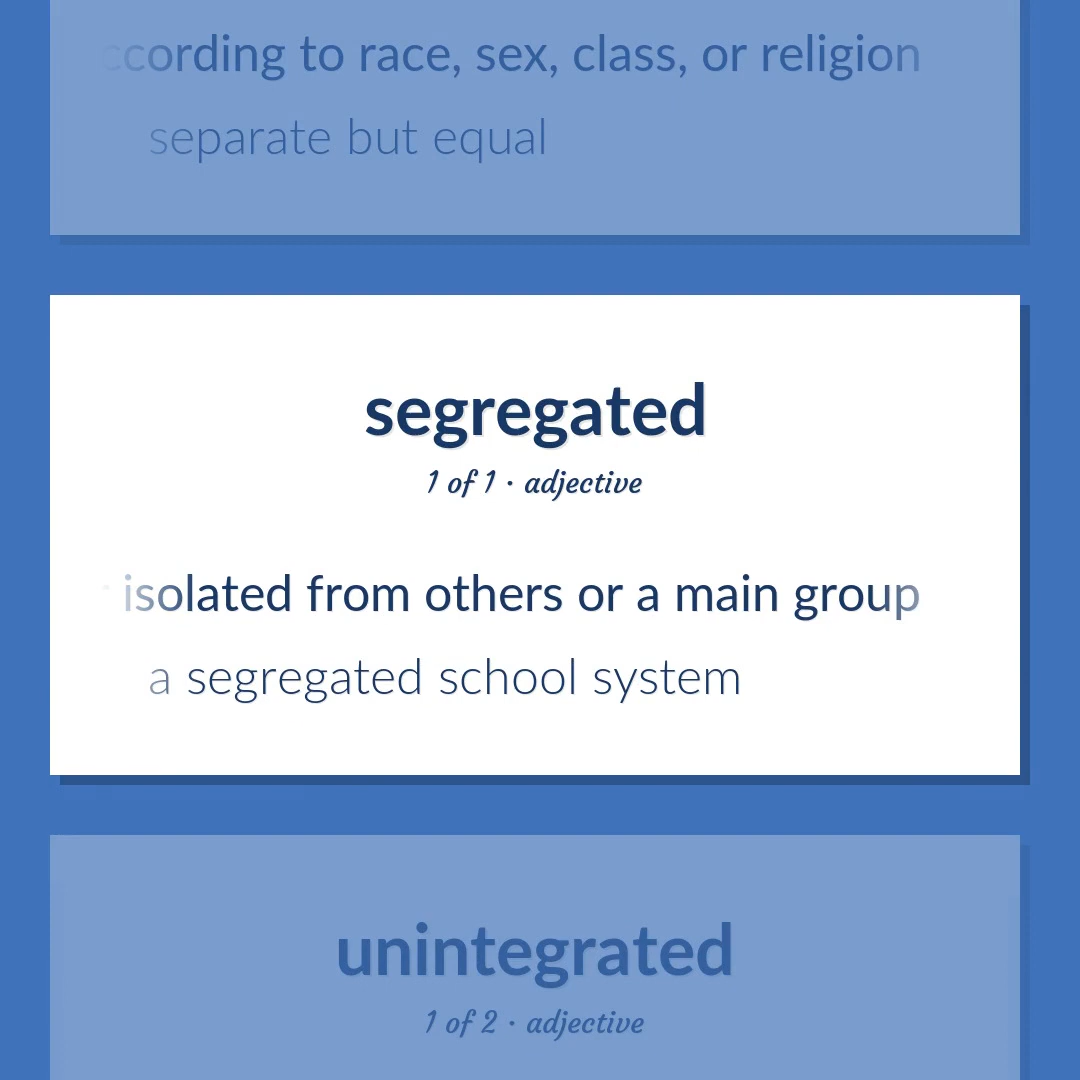 ccording to race, sex, class, or religion
separate but equal
segregated
1 of 1 · adjective
isolated from others or a main group
a segregated school system
unintegrated
1 of 2 · adjective